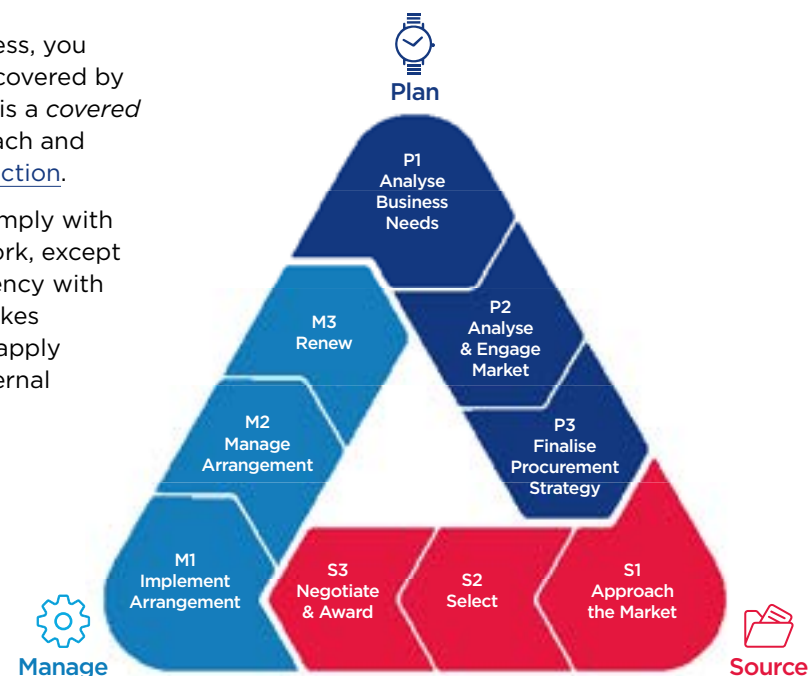 ess, you
covered by
is a covered
ach and
ction.
mply with
ork, except
ency with
kes
apply
ernal
Plan
P1
Analyse
Business
Needs
P2
Analyse
& Engage
Market
P3
Finalise
Procurement
Strategy
S1
Approach
the Market
S2
Select
S3
Negotiate
& Award
M1
Implement
Arrangement
M2
Manage
Arrangement
M3
Renew
Manage
Source